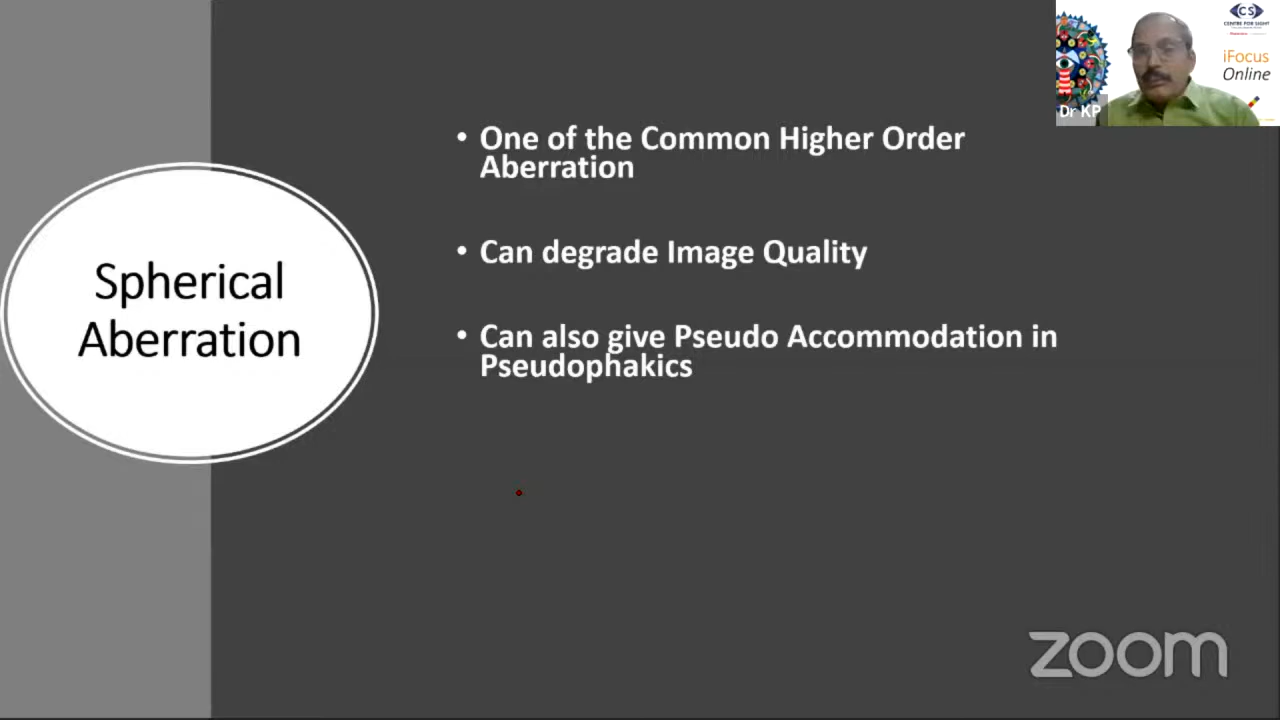 Spherical
Aberration
• One of the Common Higher Order
Aberration
• Can degrade Image Quality
• Can also give Pseudo Accommodation in
Pseudophakics
Dr KP
CS
CENTRE FOR SIGHT
iFocus
Online
zoom